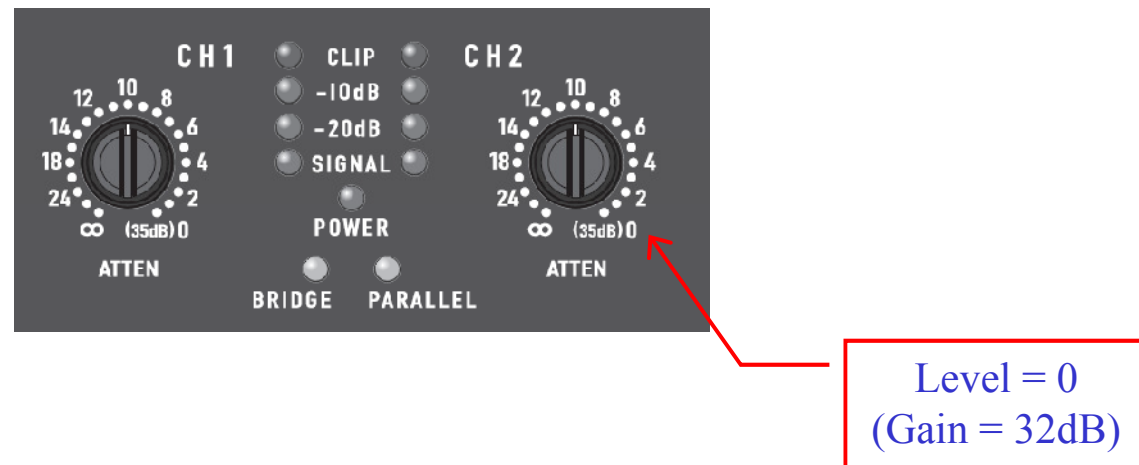 CH1 CLIP CH2
-10dB
-20dB
SIGNAL
POWER
BRIDGE PARALLEL
12 10 8
14 6
18 4
24 2
∞ (35dB) 0
ATTEN
12 10 8
14 6
18 4
24 2
∞ (35dB) 0
ATTEN
Level = 0
(Gain = 32dB)